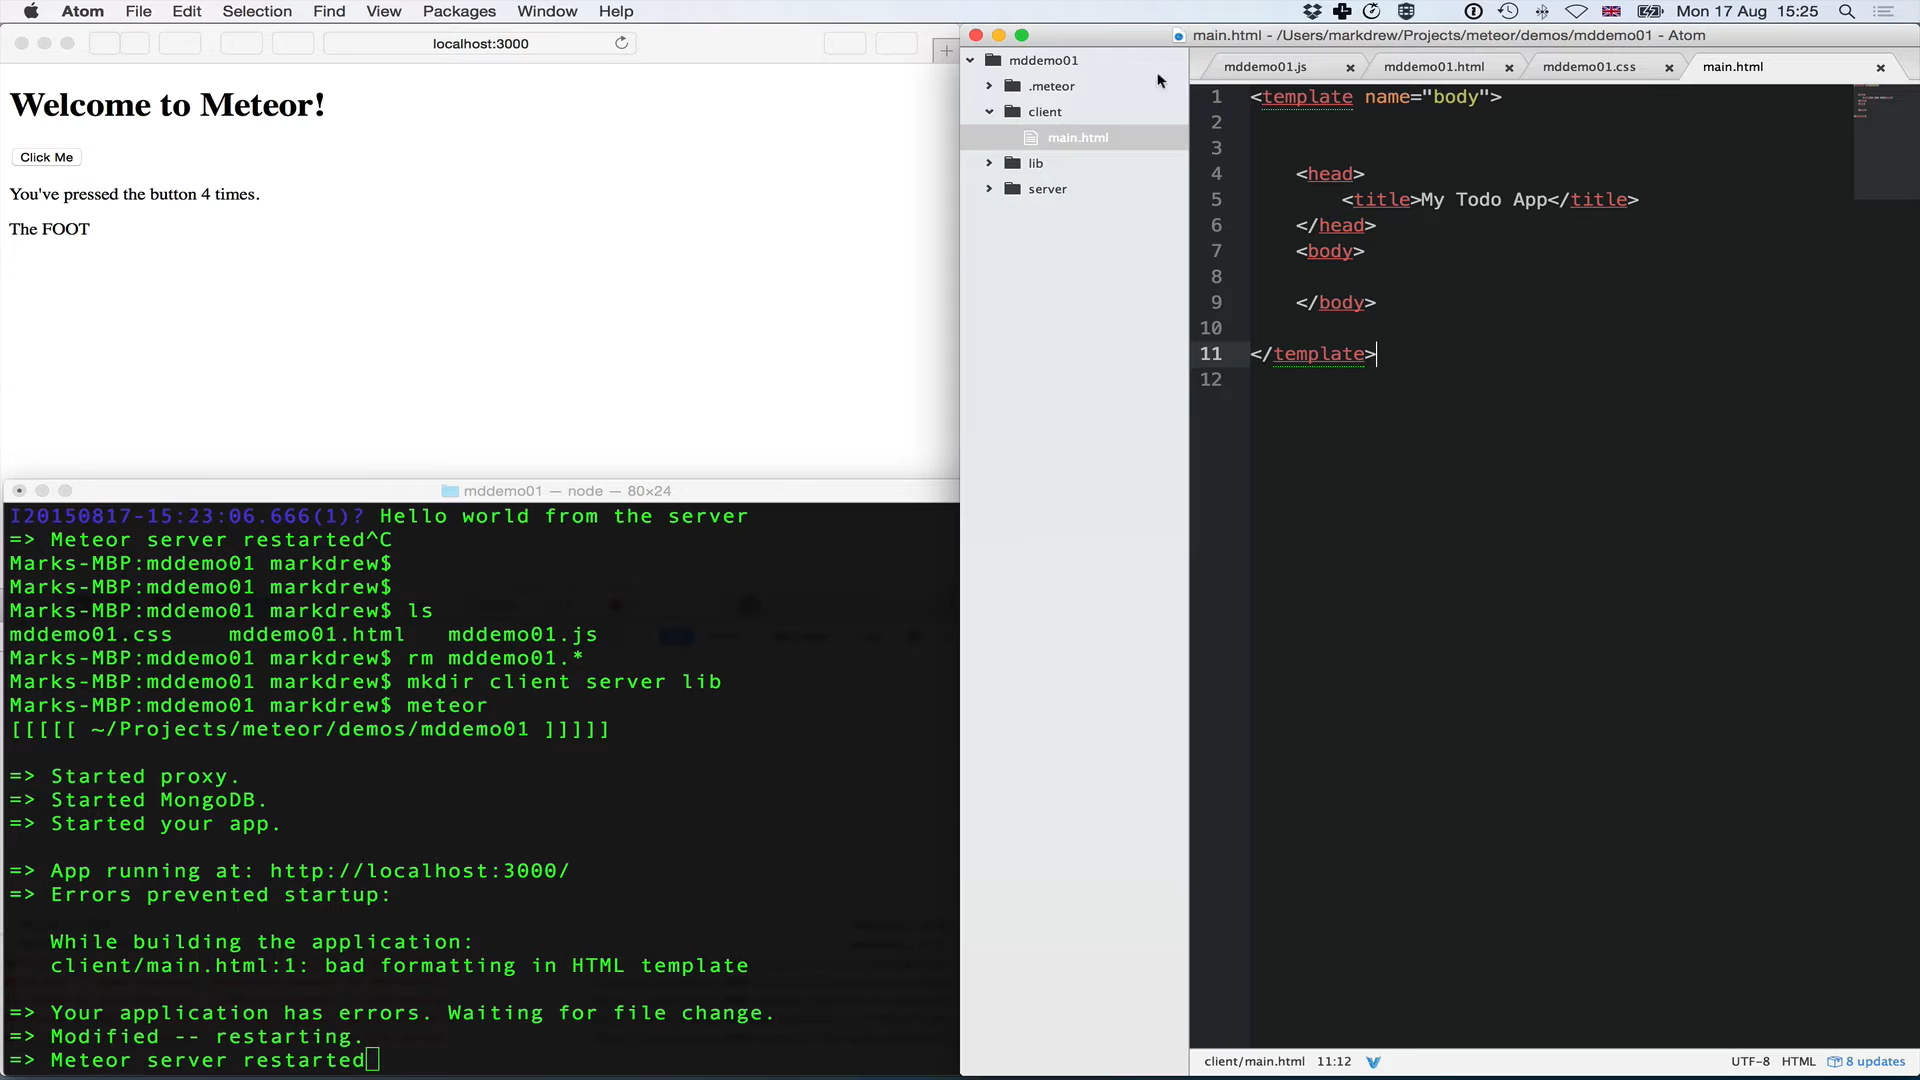 Atom File Edit Selection Find View Packages Window Help
Mon 17 Aug 15:25
localhost:3000
Welcome to Meteor!
Click Me
You've pressed the button 4 times.
The FOOT
main.html - /Users/markdrew/Projects/meteor/demos/mddemo01 - Atom
mddemo01
.meteor
client
main.html
lib
server
mddemo01.js mddemo01.html mddemo01.css main.html
1 <template name="body">
2
3
4 <head>
5 <title>My Todo App</title>
6 </head>
7 <body>
8
9 </body>
10
11 </template>
12
client/main.html 11:12
UTF-8 HTML 8 updates
mddemo01 — node — 80×24
I20150817-15:23:06.666(1)? Hello world from the server
=> Meteor server restarted^C
Marks-MBP:mddemo01 markdrew$
Marks-MBP:mddemo01 markdrew$
Marks-MBP:mddemo01 markdrew$ ls
mddemo01.css mddemo01.html mddemo01.js
Marks-MBP:mddemo01 markdrew$ rm mddemo01.*
Marks-MBP:mddemo01 markdrew$ mkdir client server lib
Marks-MBP:mddemo01 markdrew$ meteor
[[[[[ ~/Projects/meteor/demos/mddemo01 ]]]]]
=> Started proxy.
=> Started MongoDB.
=> Started your app.
=> App running at: http://localhost:3000/
=> Errors prevented startup:
While building the application:
client/main.html:1: bad formatting in HTML template
=> Your application has errors. Waiting for file change.
=> Modified -- restarting.
=> Meteor server restarted